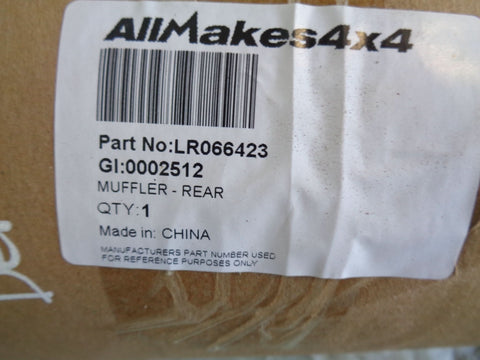 AllMakes4x4
Part No:LR066423
GI:0002512
MUFFLER - REAR
QTY:1
Made in: CHINA
MANUFACTURERS PART NUMBER USED
FOR REFERENCE PURPOSES ONLY